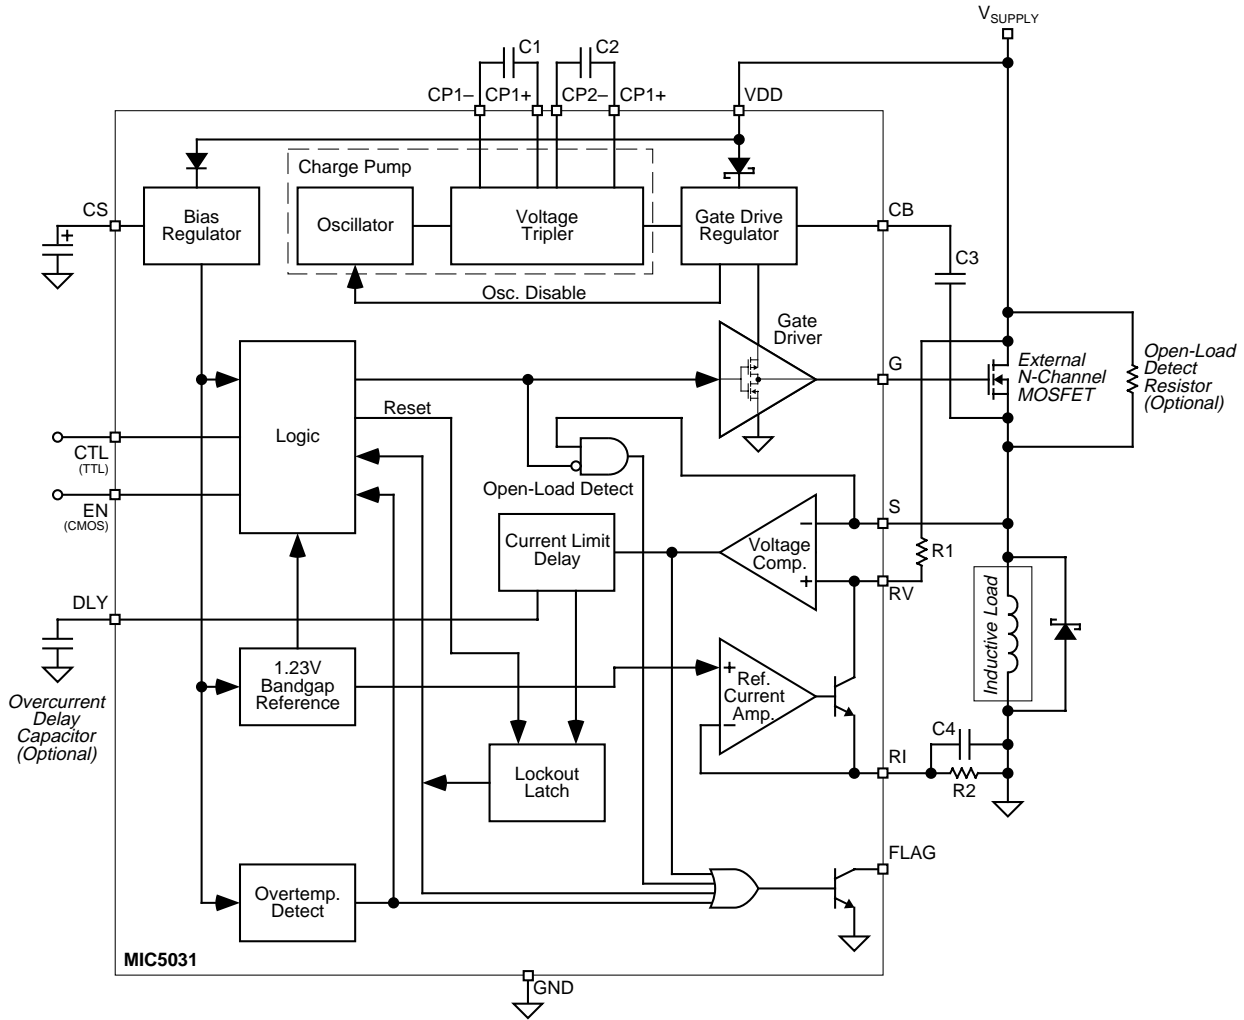 VSUPPLY
C1
C2
CP1–
CP1+
CP2–
CP1+
VDD
Charge Pump
CS
+
Bias
Regulator
Oscillator
Voltage
Tripler
Gate Drive
Regulator
CB
C3
Osc. Disable
Gate
Driver
External
N-Channel
MOSFET
Open-Load
Detect
Resistor
(Optional)
G
Reset
Logic
CTL
(TTL)
EN
(CMOS)
Open-Load Detect
S
Current Limit
Delay
–
Voltage
Comp.
+
R1
RV
DLY
Inductive Load
1.23V
Bandgap
Reference
+
Ref.
Current
Amp.
–
Overcurrent
Delay
Capacitor
(Optional)
C4
RI
R2
Lockout
Latch
FLAG
Overtemp.
Detect
MIC5031
GND